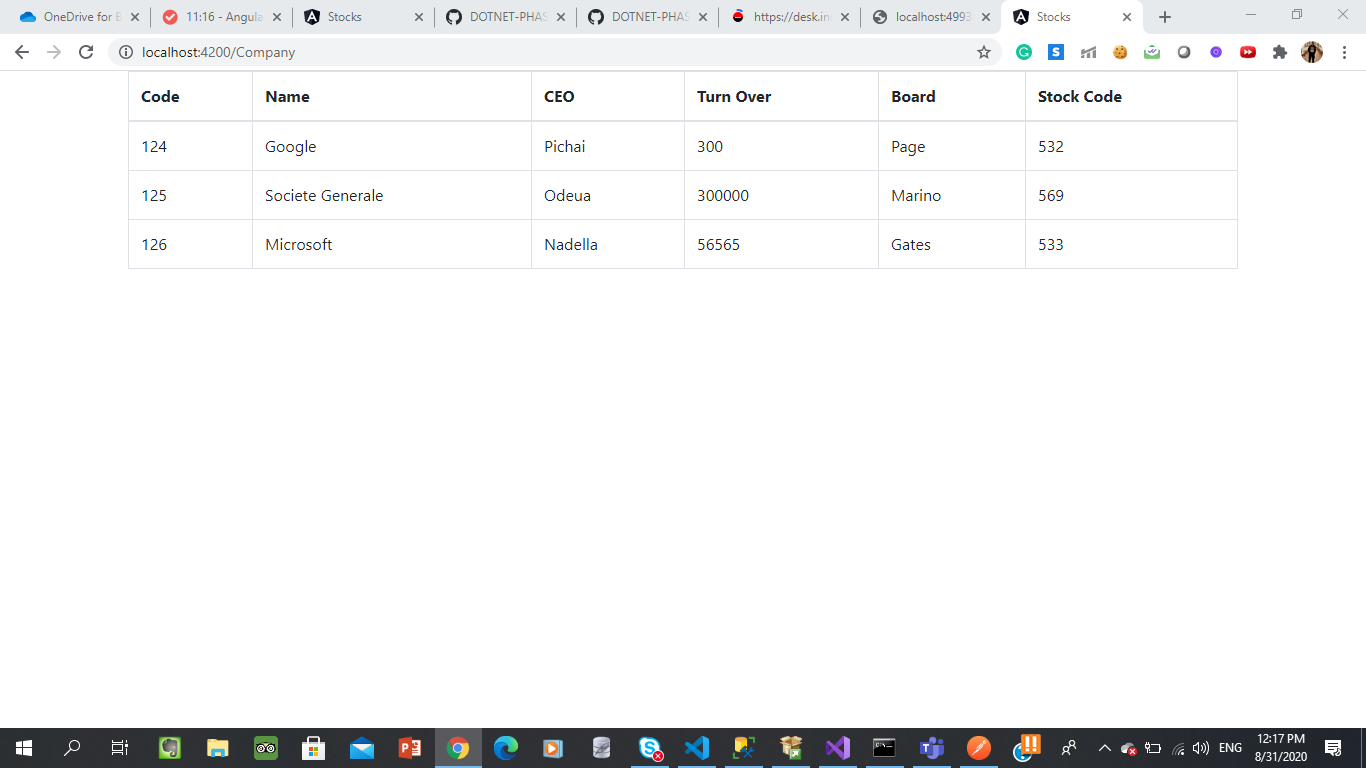 OneDrive for B 11:16 - Angula Stocks DOTNET-PHAS DOTNET-PHAS https://desk.in localhost:4993 Stocks
localhost:4200/Company
Code Name CEO Turn Over Board Stock Code
124 Google Pichai 300 Page 532
125 Societe Generale Odeua 300000 Marino 569
126 Microsoft Nadella 56565 Gates 533
ENG 12:17 PM
8/31/2020